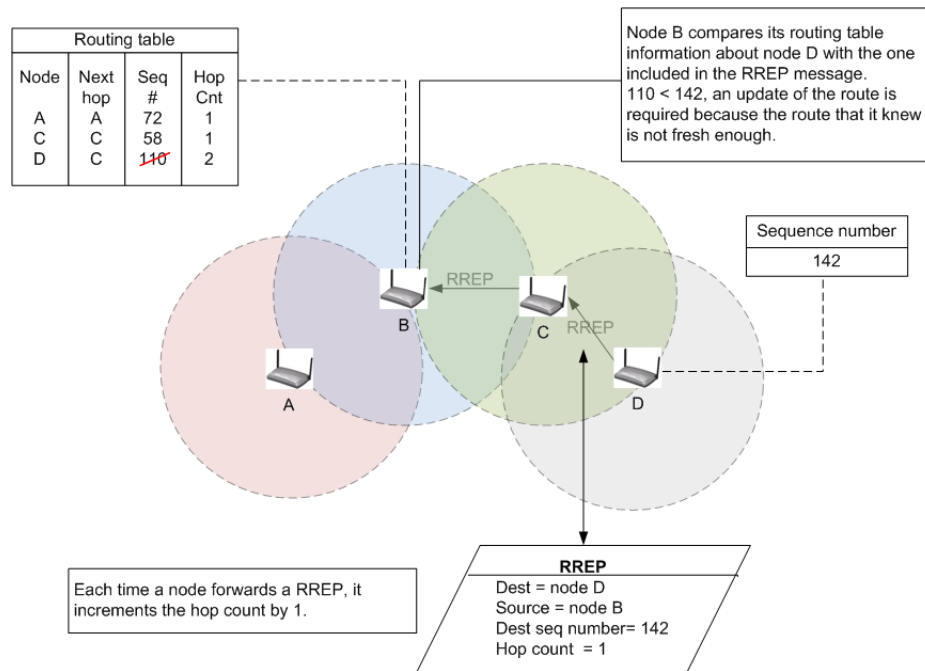 Routing table
Node Next hop Seq # Hop Cnt
A A 72 1
C C 58 1
D C 110 2
Node B compares its routing table
information about node D with the one
included in the RREP message.
110 < 142, an update of the route is
required because the route that it knew
is not fresh enough.
Sequence number
142
RREP
B
C
RREP
A
D
Each time a node forwards a RREP, it
increments the hop count by 1.
RREP
Dest = node D
Source = node B
Dest seq number= 142
Hop count = 1